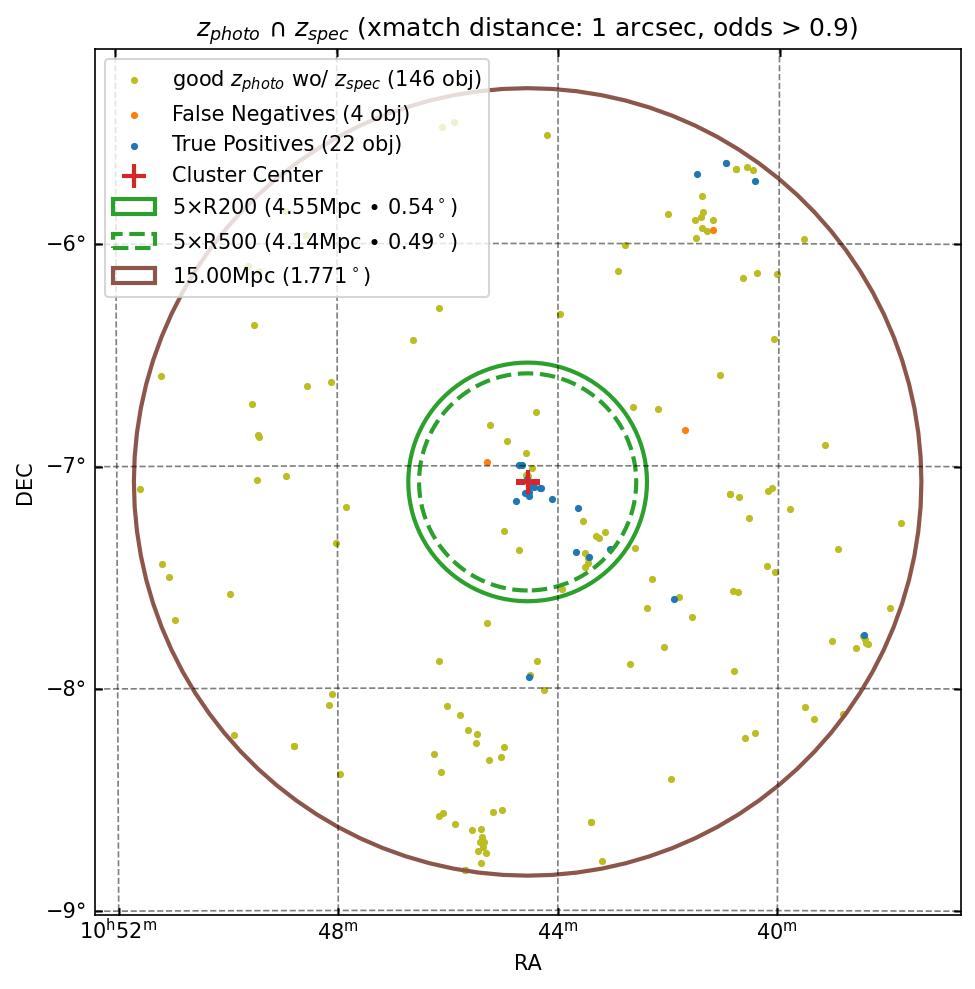 z_photo ∩ z_spec (xmatch distance: 1 arcsec, odds > 0.9)
good z_photo wo/ z_spec (146 obj)
False Negatives (4 obj)
True Positives (22 obj)
Cluster Center
5×R200 (4.55Mpc • 0.54°)
5×R500 (4.14Mpc • 0.49°)
15.00Mpc (1.771°)
−6°
−7°
DEC
−8°
−9°
10ʰ52ᵐ 48ᵐ 44ᵐ 40ᵐ
RA